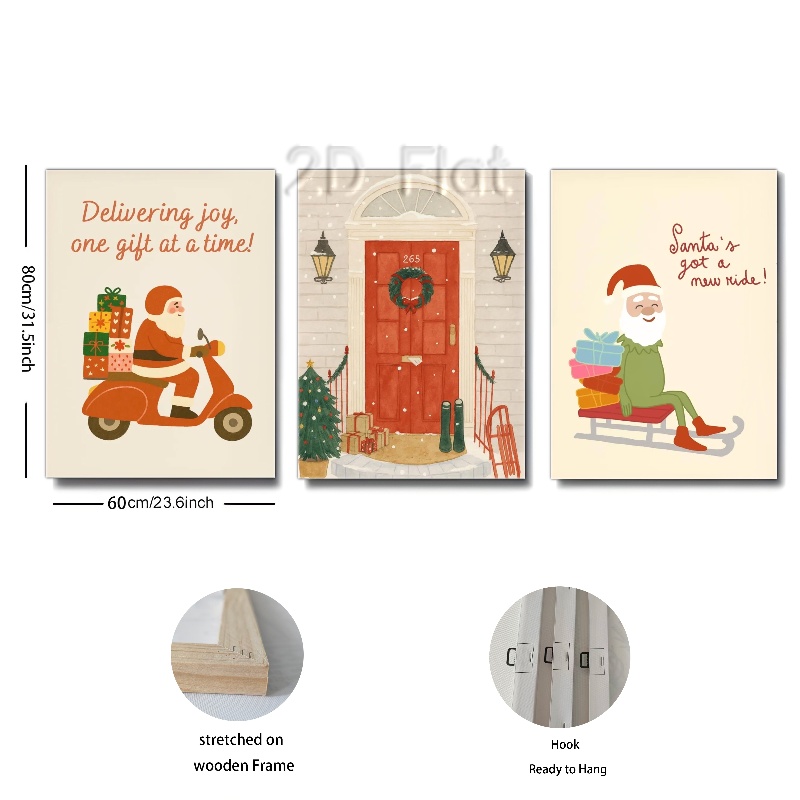 2D Flat
Delivering joy,
one gift at a time!
265
Santa's
got a
new ride!
80cm/31.5inch
60cm/23.6inch
stretched on
wooden Frame
Hook
Ready to Hang